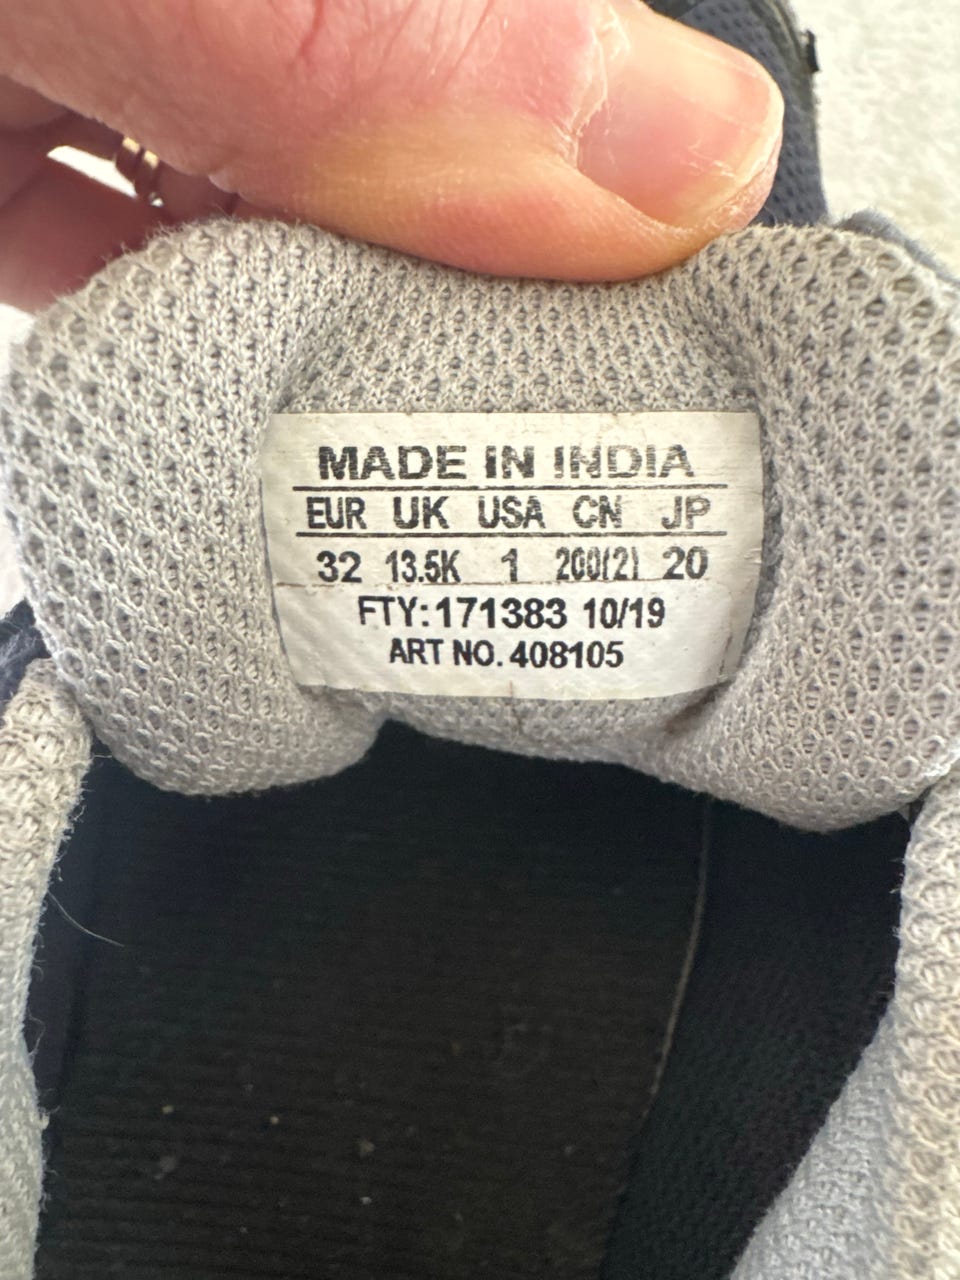 MADE IN INDIA
EUR UK USA CN JP
32 13.5K 1 200(2) 20
FTY:171383 10/19
ART NO. 408105